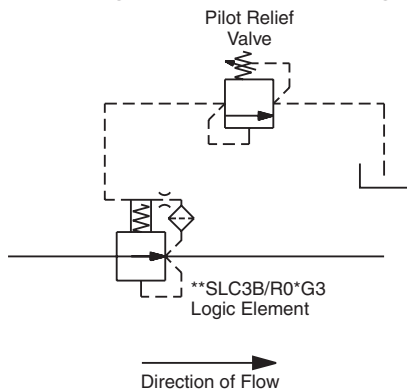 Pilot Relief
Valve
**SLC3B/R0*G3
Logic Element
Direction of Flow